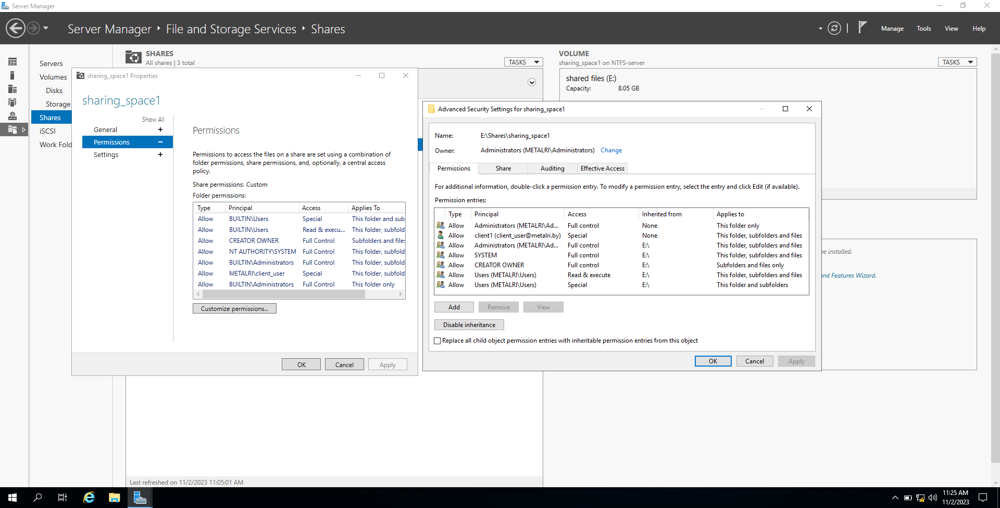 Server Manager
Server Manager ‣ File and Storage Services ‣ Shares
Manage Tools View Help
Servers
Volumes
Disks
Storage
Shares
iSCSI
Work Fold
SHARES
All shares | 3 total
TASKS
VOLUME
sharing_space1 on NTFS-server
TASKS
shared files (E:)
Capacity: 8.05 GB
be installed.
and Features Wizard.
Last refreshed on 11/2/2023 11:05:01 AM
sharing_space1 Properties
sharing_space1
Show All
General +
Permissions –
Settings +
Permissions
Permissions to access the files on a share are set using a combination of
folder permissions, share permissions, and, optionally, a central access
policy.
Share permissions: Custom
Folder permissions:
Type Principal Access Applies To
Allow BUILTIN\Users Special This folder and sub
Allow BUILTIN\Users Read & execu... This folder, subfold
Allow CREATOR OWNER Full Control Subfolders and files
Allow NT AUTHORITY\SYSTEM Full Control This folder, subfold
Allow BUILTIN\Administrators Full Control This folder, subfold
Allow METALRI\client_user Special This folder, subfold
Allow BUILTIN\Administrators Full Control This folder only
Customize permissions...
OK Cancel Apply
Advanced Security Settings for sharing_space1
Name: E:\Shares\sharing_space1
Owner: Administrators (METALRI\Administrators) Change
Permissions Share Auditing Effective Access
For additional information, double-click a permission entry. To modify a permission entry, select the entry and click Edit (if available).
Permission entries:
Type Principal Access Inherited from Applies to
Allow Administrators (METALRI\Ad... Full control None This folder only
Allow client1 (client_user@metalri.by) Special None This folder, subfolders and files
Allow Administrators (METALRI\Ad... Full control E:\ This folder, subfolders and files
Allow SYSTEM Full control E:\ This folder, subfolders and files
Allow CREATOR OWNER Full control E:\ Subfolders and files only
Allow Users (METALRI\Users) Read & execute E:\ This folder, subfolders and files
Allow Users (METALRI\Users) Special E:\ This folder and subfolders
Add Remove View
Disable inheritance
Replace all child object permission entries with inheritable permission entries from this object
OK Cancel Apply
11:25 AM
11/2/2023